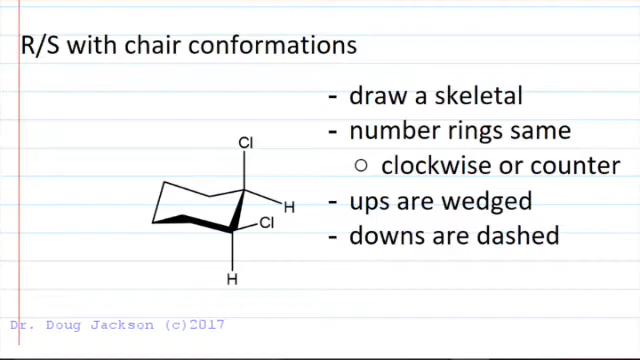 R/S with chair conformations
- draw a skeletal
- number rings same
○ clockwise or counter
- ups are wedged
- downs are dashed
Cl
H
Cl
H
Dr. Doug Jackson (c)2017